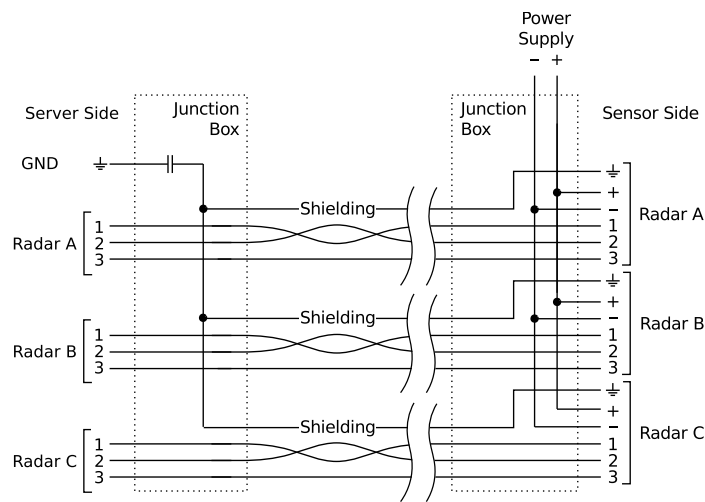 Power
Supply
− +
Server Side
Junction
Box
Junction
Box
Sensor Side
GND
Shielding
Radar A
1
2
3
+
−
1
2
3
Radar A
Shielding
Radar B
1
2
3
+
−
1
2
3
Radar B
Shielding
Radar C
1
2
3
+
−
1
2
3
Radar C